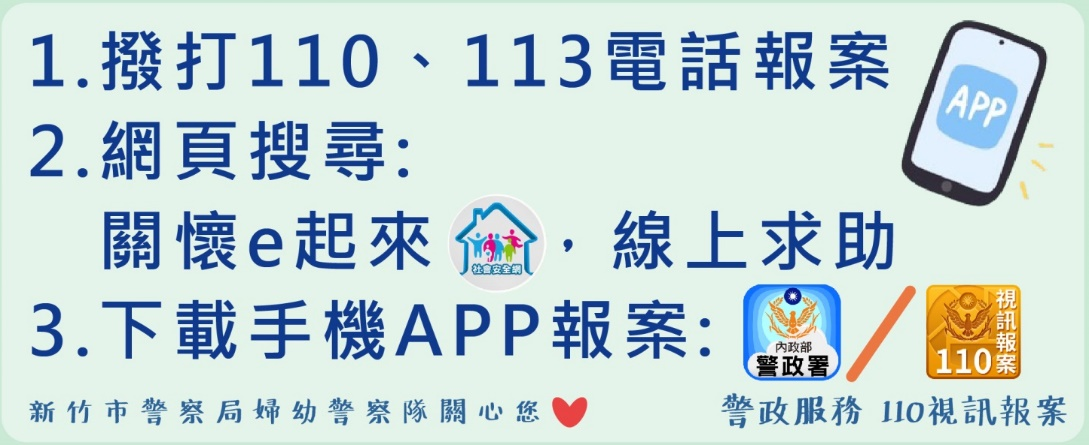 1.撥打110、113電話報案
APP
2.網頁搜尋:
關懷e起來 社會安全網 ，線上求助
3.下載手機APP報案: 內政部 警政署 / 視訊報案 110
新竹市警察局婦幼警察隊關心您
警政服務 110視訊報案